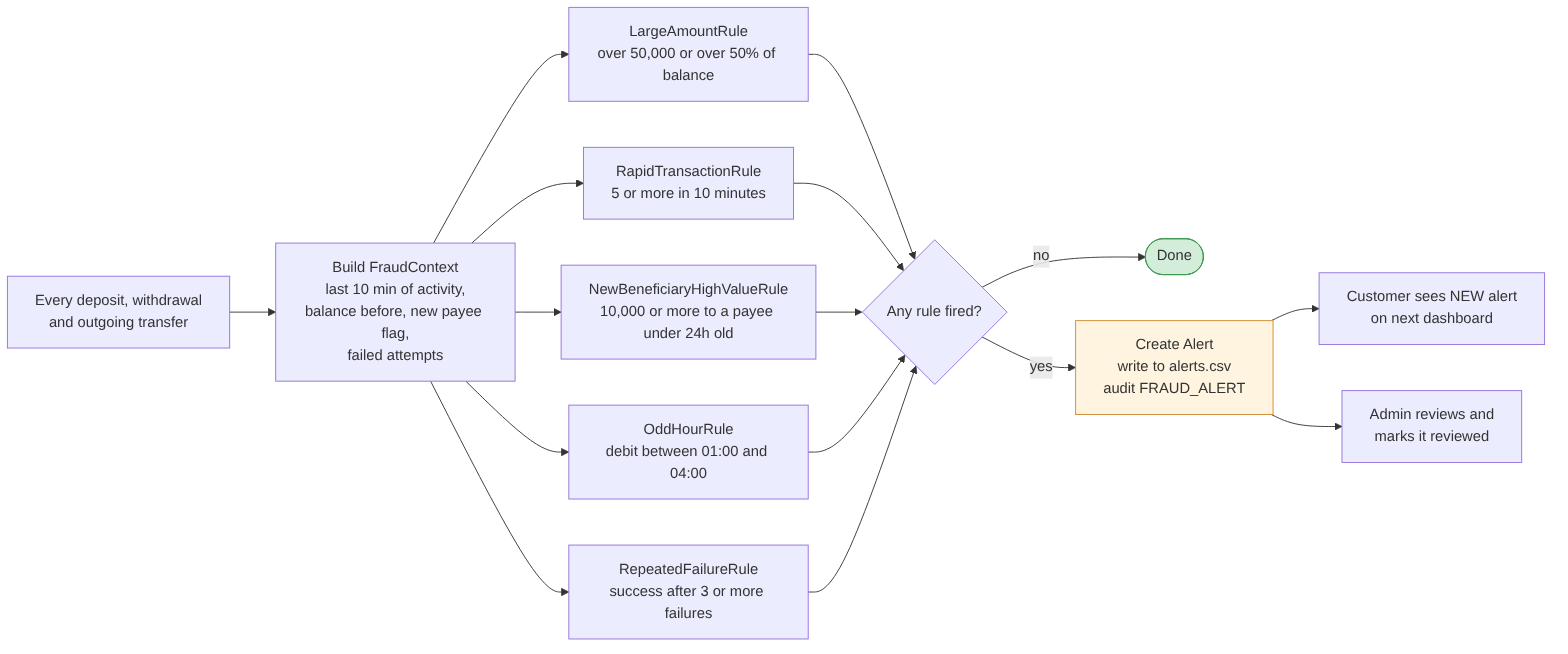 Every deposit, withdrawal
and outgoing transfer
Build FraudContext
last 10 min of activity,
balance before, new payee
flag,
failed attempts
LargeAmountRule
over 50,000 or over 50% of
balance
RapidTransactionRule
5 or more in 10 minutes
NewBeneficiaryHighValueRule
10,000 or more to a payee
under 24h old
OddHourRule
debit between 01:00 and
04:00
RepeatedFailureRule
success after 3 or more
failures
Any rule fired?
no
yes
Done
Create Alert
write to alerts.csv
audit FRAUD_ALERT
Customer sees NEW alert
on next dashboard
Admin reviews and
marks it reviewed